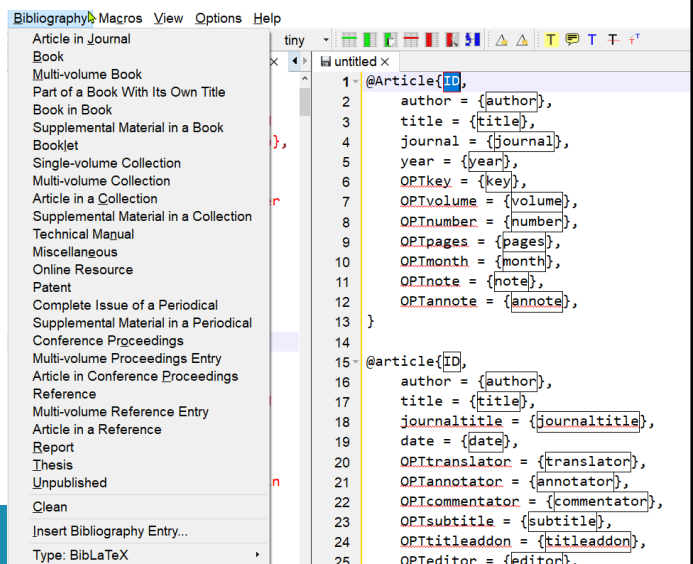 Bibliography Macros View Options Help
tiny
Article in Journal
Book
Multi-volume Book
Part of a Book With Its Own Title
Book in Book
Supplemental Material in a Book
Booklet
Single-volume Collection
Multi-volume Collection
Article in a Collection
Supplemental Material in a Collection
Technical Manual
Miscellaneous
Online Resource
Patent
Complete Issue of a Periodical
Supplemental Material in a Periodical
Conference Proceedings
Multi-volume Proceedings Entry
Article in Conference Proceedings
Reference
Multi-volume Reference Entry
Article in a Reference
Report
Thesis
Unpublished
Clean
Insert Bibliography Entry...
Type: BibLaTeX
},
r
n
untitled
1 @Article{ID,
2 author = {author},
3 title = {title},
4 journal = {journal},
5 year = {year},
6 OPTkey = {key},
7 OPTvolume = {volume},
8 OPTnumber = {number},
9 OPTpages = {pages},
10 OPTmonth = {month},
11 OPTnote = {note},
12 OPTannote = {annote},
13 }
14
15 @article{ID,
16 author = {author},
17 title = {title},
18 journaltitle = {journaltitle},
19 date = {date},
20 OPTtranslator = {translator},
21 OPTannotator = {annotator},
22 OPTcommentator = {commentator},
23 OPTsubtitle = {subtitle},
24 OPTtitleaddon = {titleaddon},
25 OPTeditor = {editor},